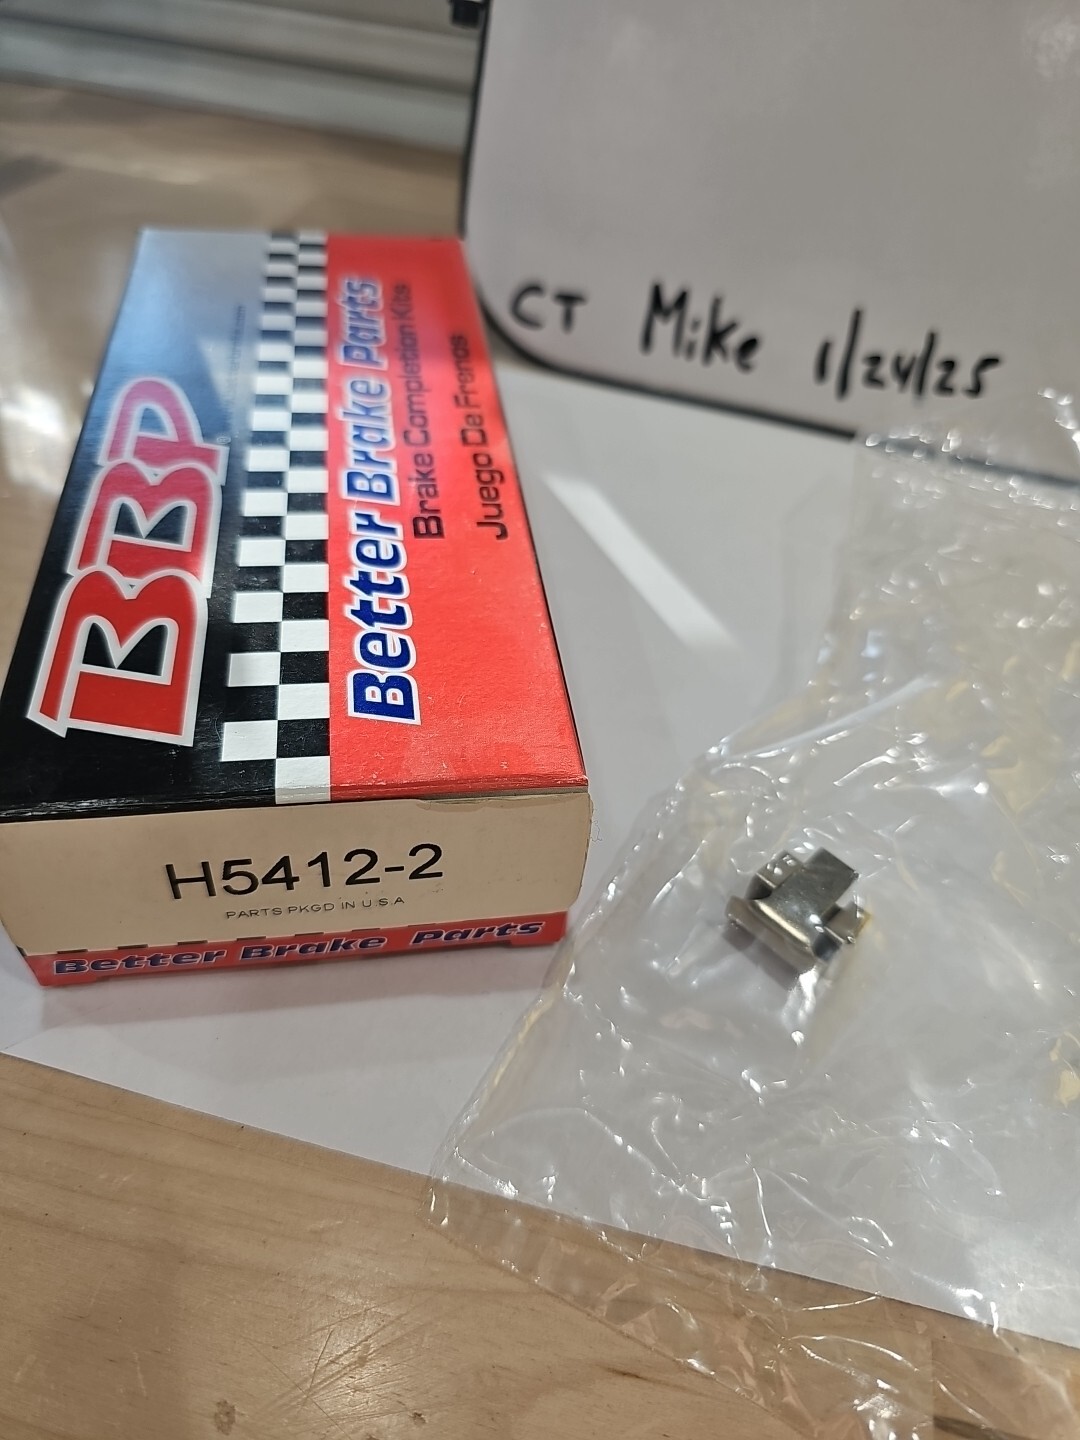 CT Mike 1/24/25
BBP
Better Brake Parts
Brake Completion Kits
Juego De Frenos
H5412-2
PARTS PKGD IN U.S.A
Better Brake Parts